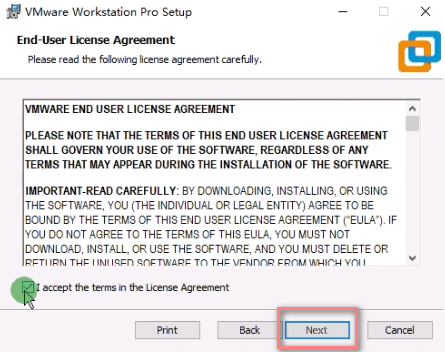 VMware Workstation Pro Setup
End-User License Agreement
Please read the following license agreement carefully.
VMWARE END USER LICENSE AGREEMENT
PLEASE NOTE THAT THE TERMS OF THIS END USER LICENSE AGREEMENT
SHALL GOVERN YOUR USE OF THE SOFTWARE, REGARDLESS OF ANY
TERMS THAT MAY APPEAR DURING THE INSTALLATION OF THE SOFTWARE.
IMPORTANT-READ CAREFULLY: BY DOWNLOADING, INSTALLING, OR USING
THE SOFTWARE, YOU (THE INDIVIDUAL OR LEGAL ENTITY) AGREE TO BE
BOUND BY THE TERMS OF THIS END USER LICENSE AGREEMENT ("EULA"). IF
YOU DO NOT AGREE TO THE TERMS OF THIS EULA, YOU MUST NOT
DOWNLOAD, INSTALL, OR USE THE SOFTWARE, AND YOU MUST DELETE OR
RETURN THE UNUSED SOFTWARE TO THE VENDOR FROM WHICH YOU
I accept the terms in the License Agreement
Print Back Next Cancel